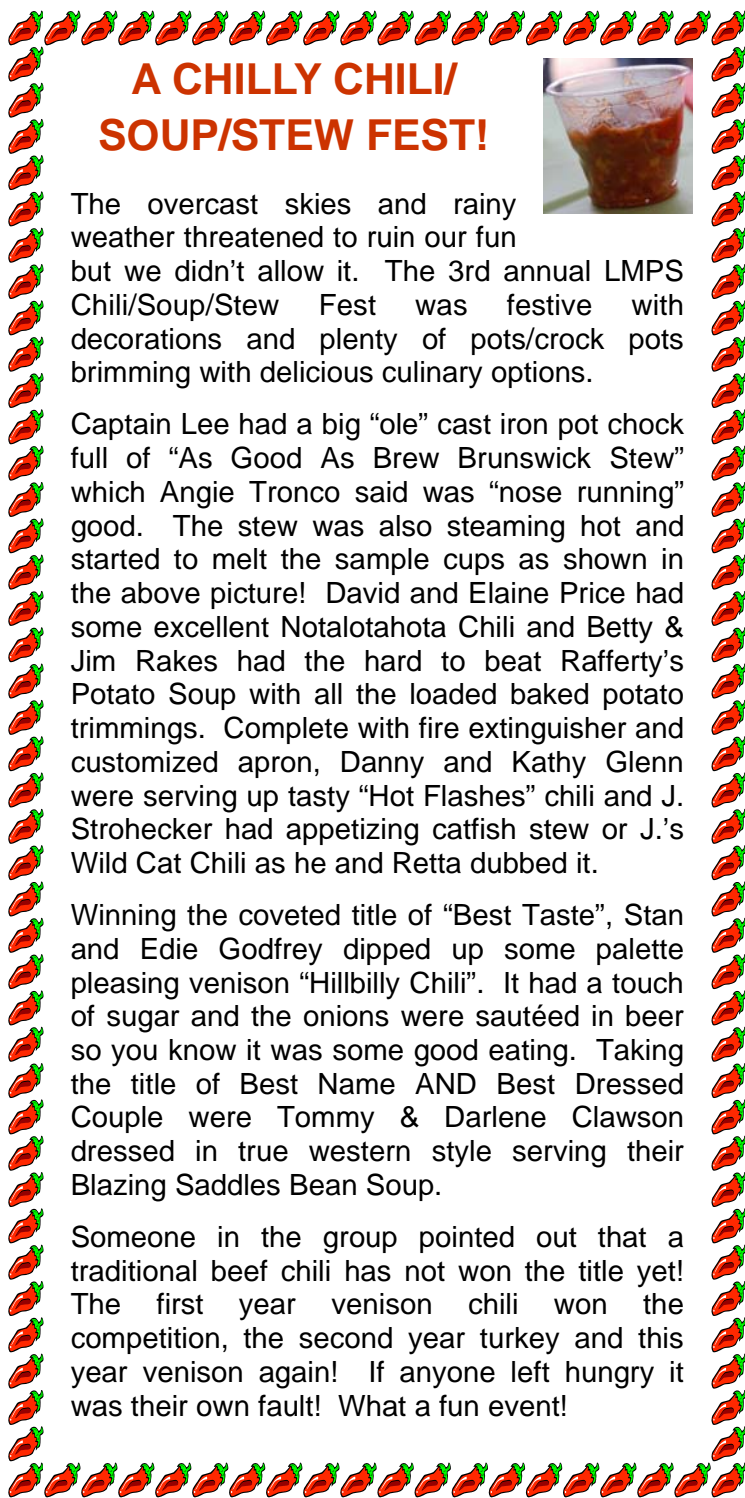 A CHILLY CHILI/
SOUP/STEW FEST!
The overcast skies and rainy
weather threatened to ruin our fun
but we didn’t allow it. The 3rd annual LMPS
Chili/Soup/Stew Fest was festive with
decorations and plenty of pots/crock pots
brimming with delicious culinary options.
Captain Lee had a big “ole” cast iron pot chock
full of “As Good As Brew Brunswick Stew”
which Angie Tronco said was “nose running”
good. The stew was also steaming hot and
started to melt the sample cups as shown in
the above picture! David and Elaine Price had
some excellent Notalotahota Chili and Betty &
Jim Rakes had the hard to beat Rafferty’s
Potato Soup with all the loaded baked potato
trimmings. Complete with fire extinguisher and
customized apron, Danny and Kathy Glenn
were serving up tasty “Hot Flashes” chili and J.
Strohecker had appetizing catfish stew or J.’s
Wild Cat Chili as he and Retta dubbed it.
Winning the coveted title of “Best Taste”, Stan
and Edie Godfrey dipped up some palette
pleasing venison “Hillbilly Chili”. It had a touch
of sugar and the onions were sautéed in beer
so you know it was some good eating. Taking
the title of Best Name AND Best Dressed
Couple were Tommy & Darlene Clawson
dressed in true western style serving their
Blazing Saddles Bean Soup.
Someone in the group pointed out that a
traditional beef chili has not won the title yet!
The first year venison chili won the
competition, the second year turkey and this
year venison again! If anyone left hungry it
was their own fault! What a fun event!